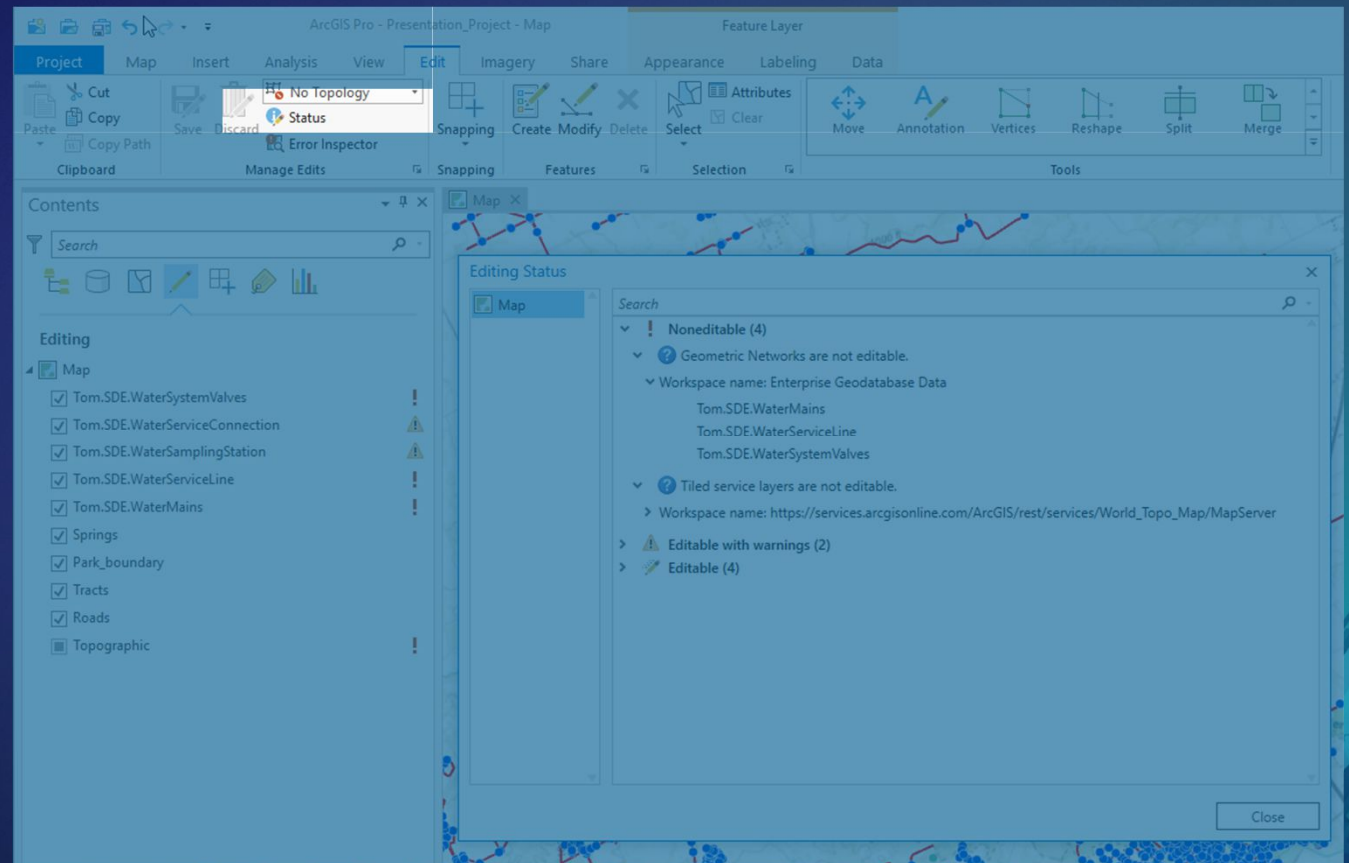 ArcGIS Pro - Presentation_Project - Map
Feature Layer
Project Map Insert Analysis View Edit Imagery Share Appearance Labeling Data
Paste
Cut
Copy
Copy Path
Clipboard
Save Discard
No Topology
Status
Error Inspector
Manage Edits
Snapping
Snapping
Create Modify Delete
Features
Select
Attributes
Clear
Selection
Move Annotation Vertices Reshape Split Merge
Tools
Contents
Search
Editing
Map
Tom.SDE.WaterSystemValves
Tom.SDE.WaterServiceConnection
Tom.SDE.WaterSamplingStation
Tom.SDE.WaterServiceLine
Tom.SDE.WaterMains
Springs
Park_boundary
Tracts
Roads
Topographic
Map
Editing Status
Map
Search
Noneditable (4)
Geometric Networks are not editable.
Workspace name: Enterprise Geodatabase Data
Tom.SDE.WaterMains
Tom.SDE.WaterServiceLine
Tom.SDE.WaterSystemValves
Tiled service layers are not editable.
Workspace name: https://services.arcgisonline.com/ArcGIS/rest/services/World_Topo_Map/MapServer
Editable with warnings (2)
Editable (4)
Close